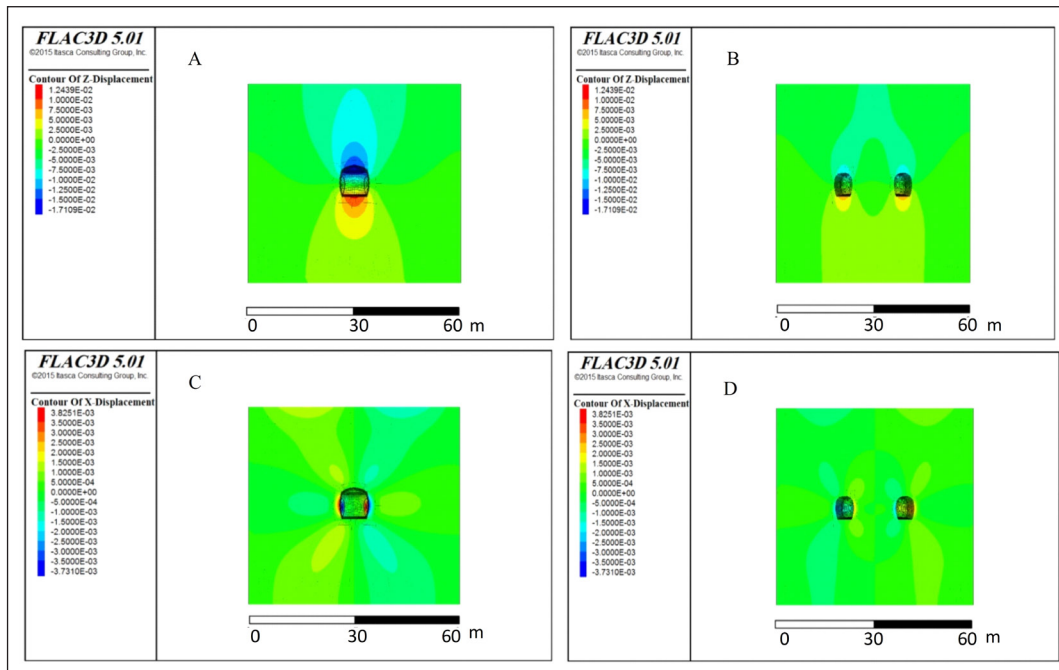 FLAC3D 5.01
©2015 Itasca Consulting Group, Inc.
A
Contour Of Z-Displacement
1.2439E-02
1.0000E-02
7.5000E-03
5.0000E-03
2.5000E-03
0.0000E+00
-2.5000E-03
-5.0000E-03
-7.5000E-03
-1.0000E-02
-1.2500E-02
-1.5000E-02
-1.7109E-02
0 30 60 m
FLAC3D 5.01
©2015 Itasca Consulting Group, Inc.
B
Contour Of Z-Displacement
1.2439E-02
1.0000E-02
7.5000E-03
5.0000E-03
2.5000E-03
0.0000E+00
-2.5000E-03
-5.0000E-03
-7.5000E-03
-1.0000E-02
-1.2500E-02
-1.5000E-02
-1.7109E-02
0 30 60 m
FLAC3D 5.01
©2015 Itasca Consulting Group, Inc.
C
Contour Of X-Displacement
3.8251E-03
3.5000E-03
3.0000E-03
2.5000E-03
2.0000E-03
1.5000E-03
1.0000E-03
5.0000E-04
0.0000E+00
-5.0000E-04
-1.0000E-03
-1.5000E-03
-2.0000E-03
-2.5000E-03
-3.0000E-03
-3.5000E-03
-3.7310E-03
0 30 60 m
FLAC3D 5.01
©2015 Itasca Consulting Group, Inc.
D
Contour Of X-Displacement
3.8251E-03
3.5000E-03
3.0000E-03
2.5000E-03
2.0000E-03
1.5000E-03
1.0000E-03
5.0000E-04
0.0000E+00
-5.0000E-04
-1.0000E-03
-1.5000E-03
-2.0000E-03
-2.5000E-03
-3.0000E-03
-3.5000E-03
-3.7310E-03
0 30 60 m